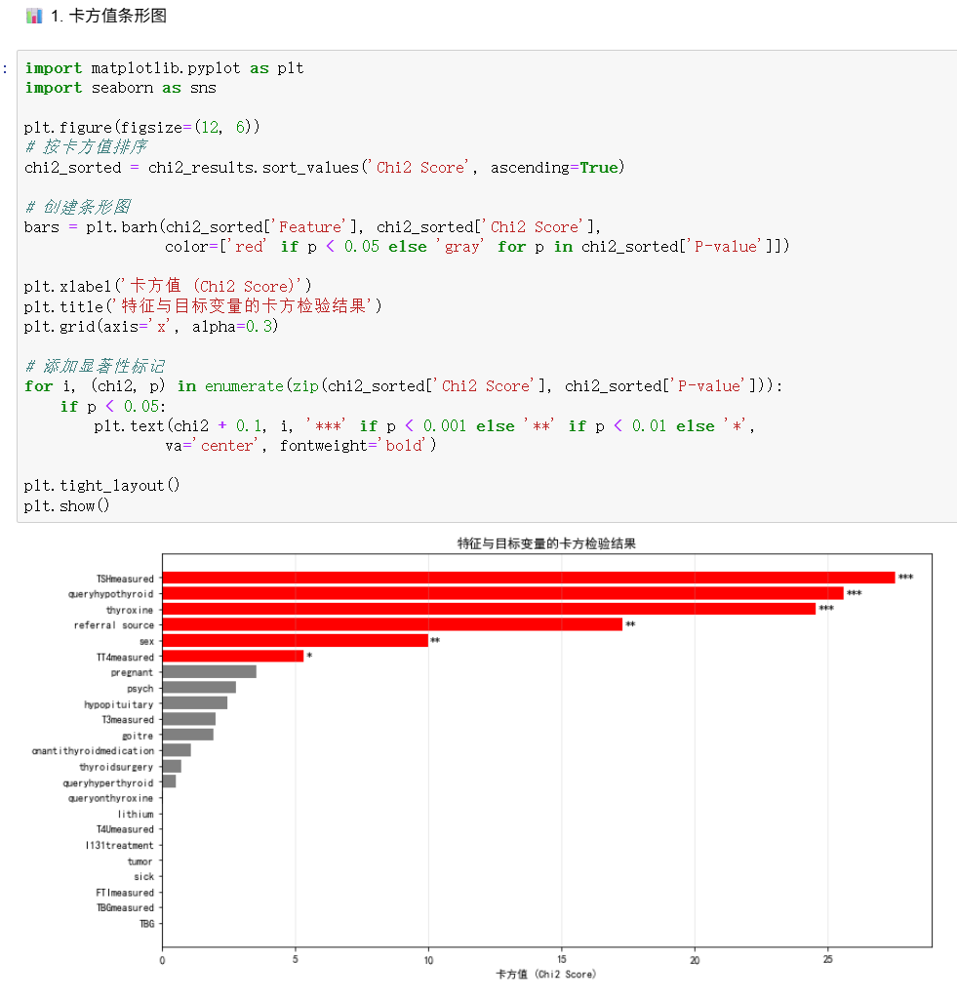 📊 1. 卡方值条形图
:
import matplotlib.pyplot as plt
import seaborn as sns
plt.figure(figsize=(12, 6))
# 按卡方值排序
chi2_sorted = chi2_results.sort_values('Chi2 Score', ascending=True)
# 创建条形图
bars = plt.barh(chi2_sorted['Feature'], chi2_sorted['Chi2 Score'],
color=['red' if p < 0.05 else 'gray' for p in chi2_sorted['P-value']])
plt.xlabel('卡方值 (Chi2 Score)')
plt.title('特征与目标变量的卡方检验结果')
plt.grid(axis='x', alpha=0.3)
# 添加显著性标记
for i, (chi2, p) in enumerate(zip(chi2_sorted['Chi2 Score'], chi2_sorted['P-value'])):
if p < 0.05:
plt.text(chi2 + 0.1, i, '***' if p < 0.001 else '**' if p < 0.01 else '*',
va='center', fontweight='bold')
plt.tight_layout()
plt.show()
特征与目标变量的卡方检验结果
TSHmeasured ***
queryhypothyroid ***
thyroxine ***
referral source **
sex **
TT4measured *
pregnant
psych
hypopituitary
T3measured
goitre
onantithyroidmedication
thyroidsurgery
queryhyperthyroid
queryonthyroxine
lithium
T4Umeasured
I131treatment
tumor
sick
FTImeasured
TBGmeasured
TBG
0 5 10 15 20 25
卡方值 (Chi2 Score)